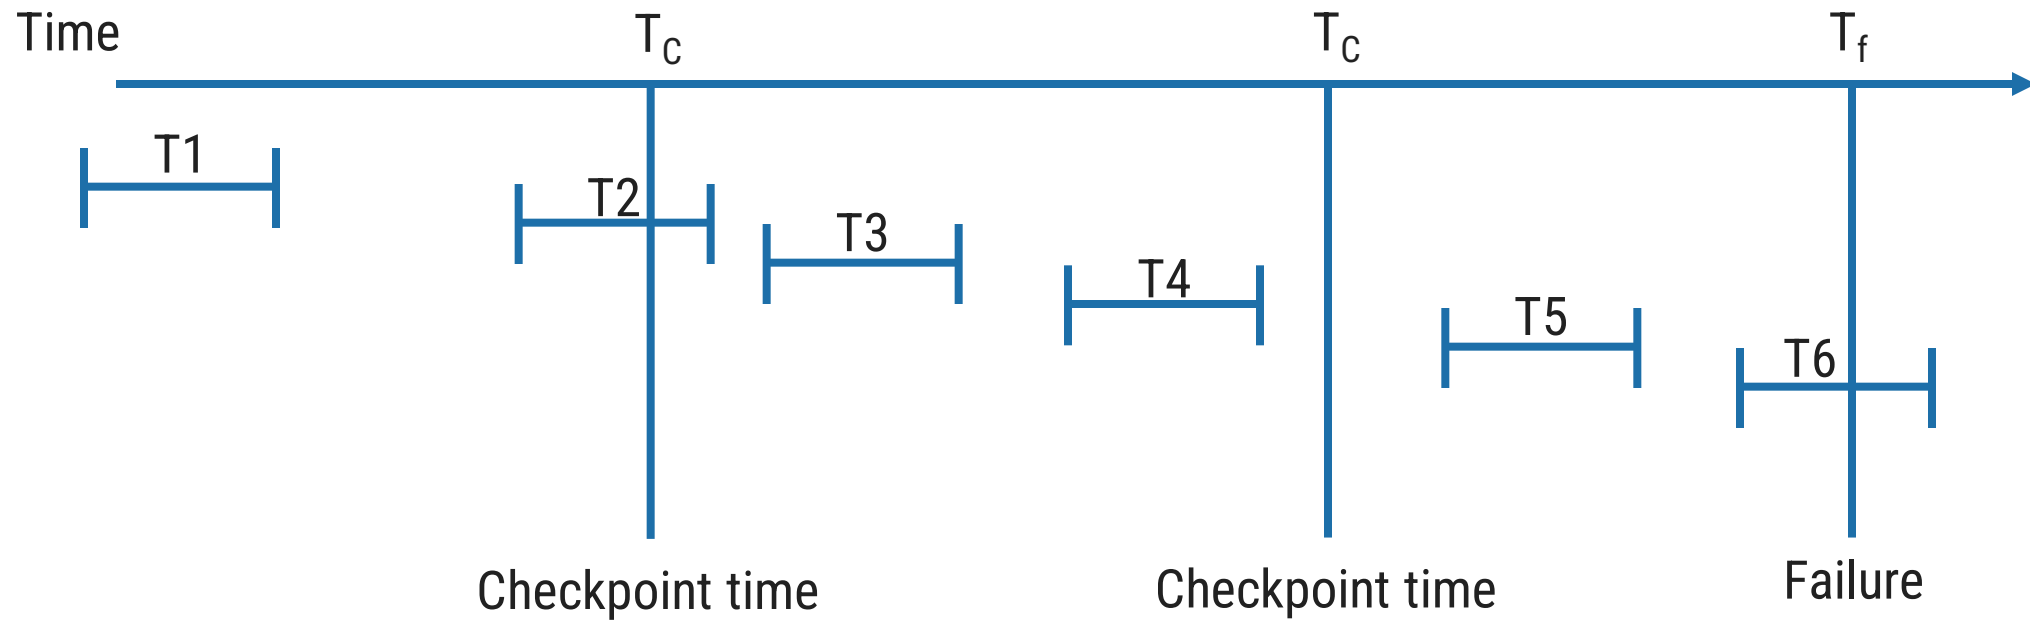 Time
T_C
T_C
T_f
T1
T2
T3
T4
T5
T6
Checkpoint time
Checkpoint time
Failure